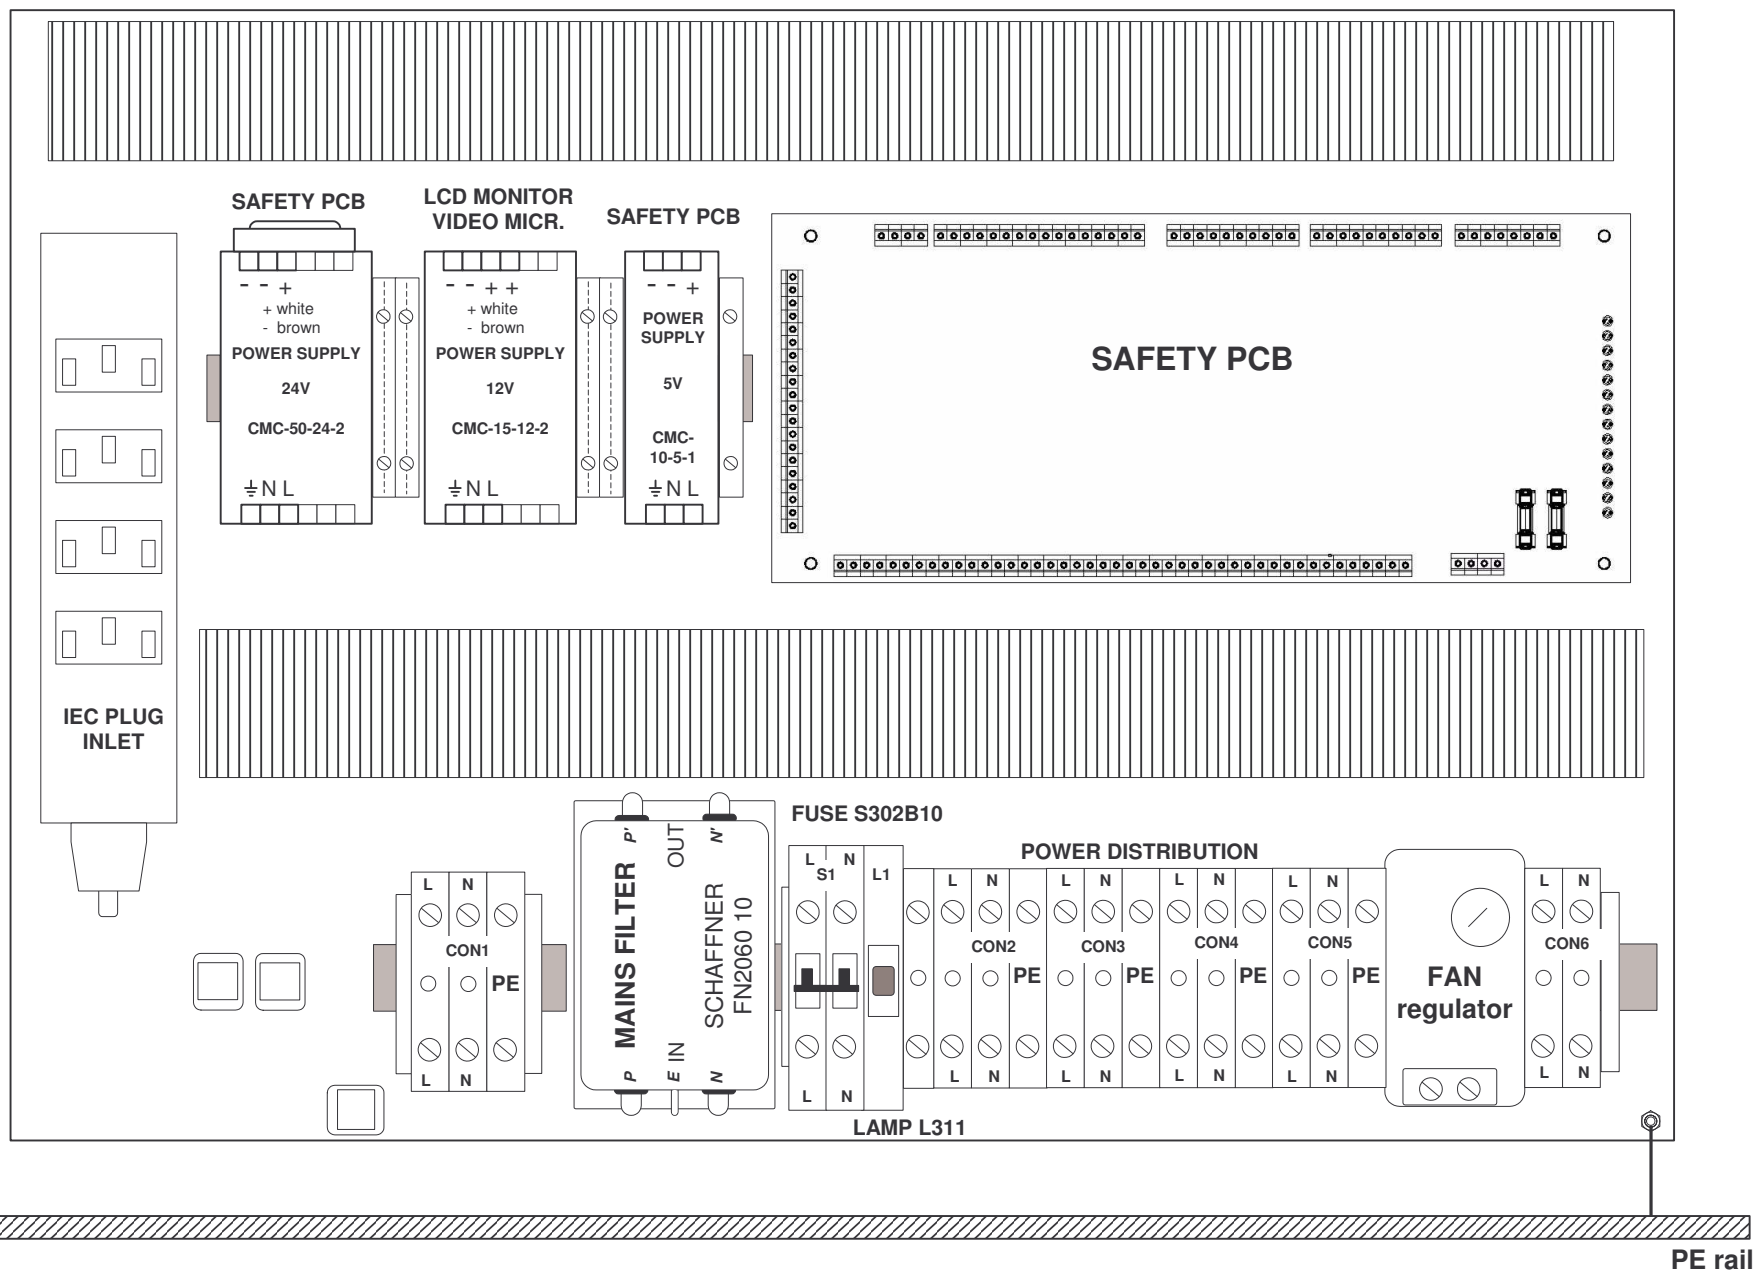 SAFETY PCB
- - +
+ white
- brown
POWER SUPPLY
24V
CMC-50-24-2
N L
LCD MONITOR
VIDEO MICR.
- - + +
+ white
- brown
POWER SUPPLY
12V
CMC-15-12-2
N L
SAFETY PCB
- - +
POWER
SUPPLY
5V
CMC-
10-5-1
N L
SAFETY PCB
IEC PLUG
INLET
L N
CON1
PE
L N
P' OUT N'
MAINS FILTER
SCHAFFNER
FN2060 10
P E IN N
FUSE S302B10
L N
S1
L1
L N
LAMP L311
POWER DISTRIBUTION
L N
CON2
PE
L N
L N
CON3
PE
L N
L N
CON4
PE
L N
L N
CON5
PE
L N
FAN
regulator
L N
CON6
L N
PE rail